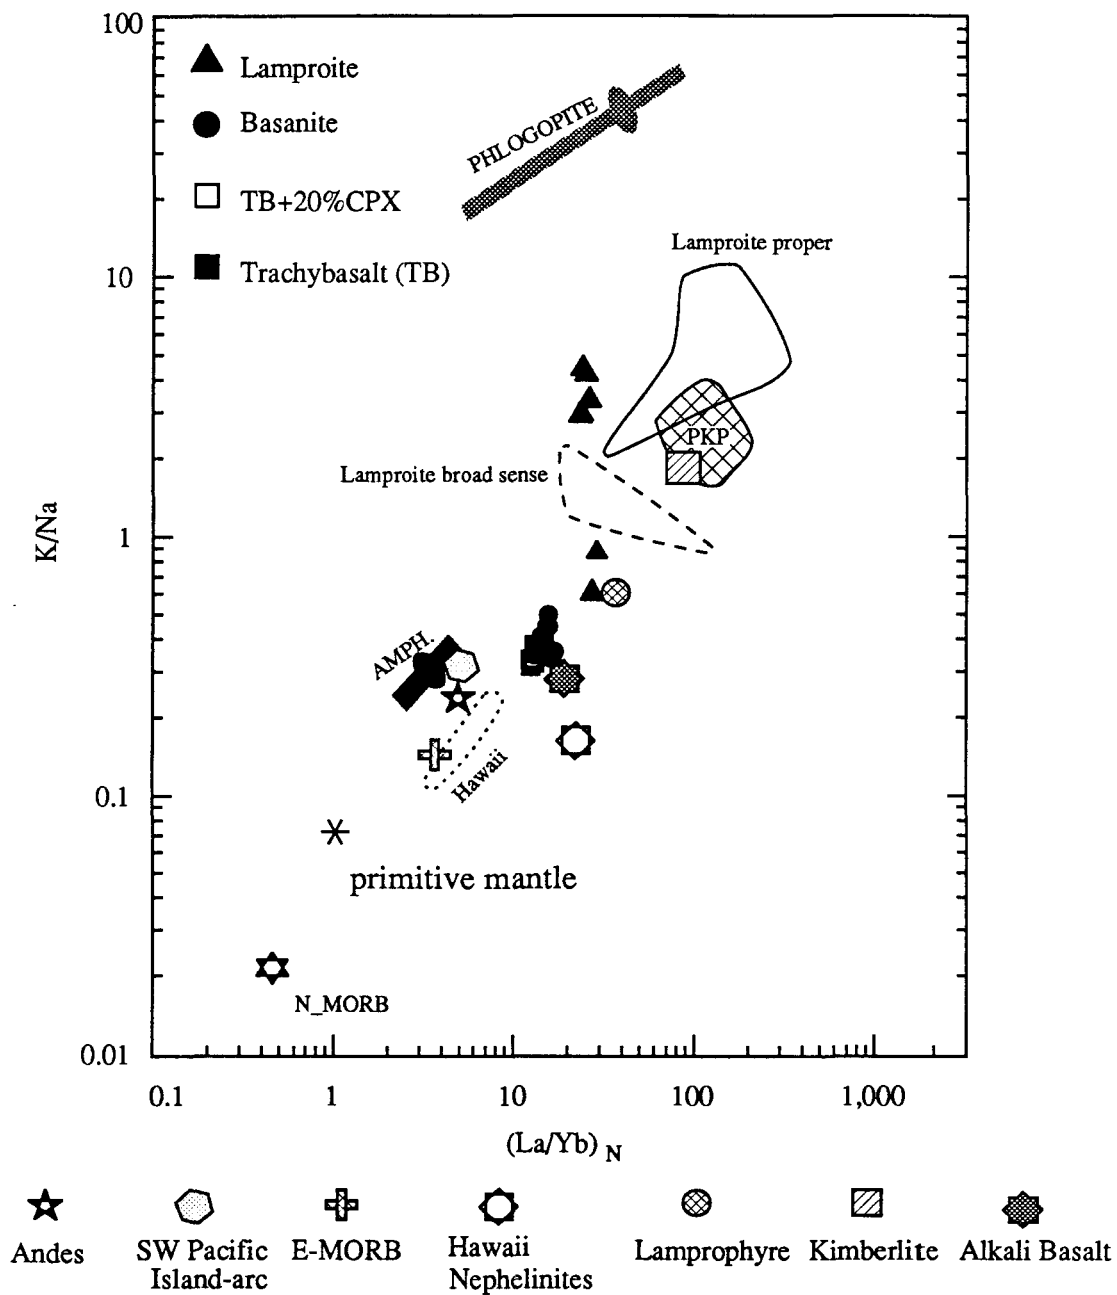 100
Lamproite
Basanite
TB+20%CPX
Trachybasalt (TB)
PHLOGOPITE
Lamproite proper
10
PKP
Lamproite broad sense
K/Na
1
AMPH.
Hawaii
0.1
primitive mantle
N_MORB
0.01
0.1 1 10 100 1,000
(La/Yb) N
Andes
SW Pacific
Island-arc
E-MORB
Hawaii
Nephelinites
Lamprophyre
Kimberlite
Alkali Basalt